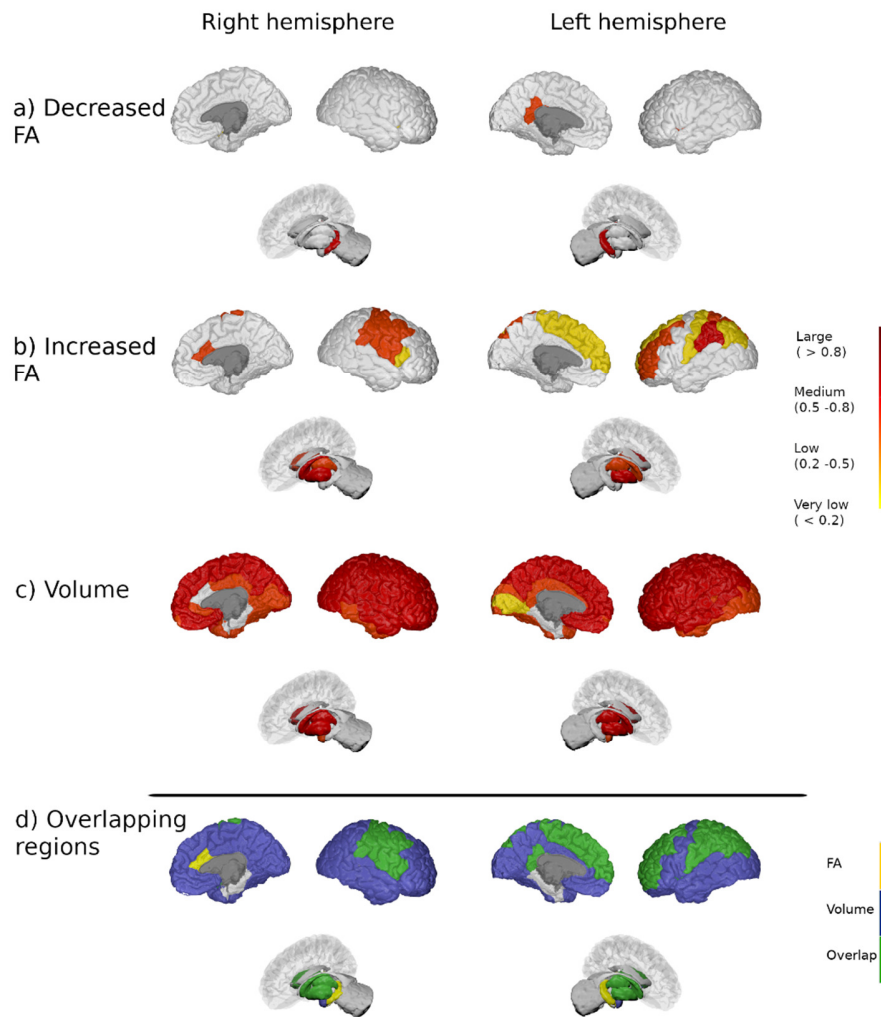 Right hemisphere
Left hemisphere
a) Decreased
FA
b) Increased
FA
Large
( > 0.8)
Medium
(0.5 -0.8)
Low
(0.2 -0.5)
Very low
( < 0.2)
c) Volume
d) Overlapping
regions
FA
Volume
Overlap